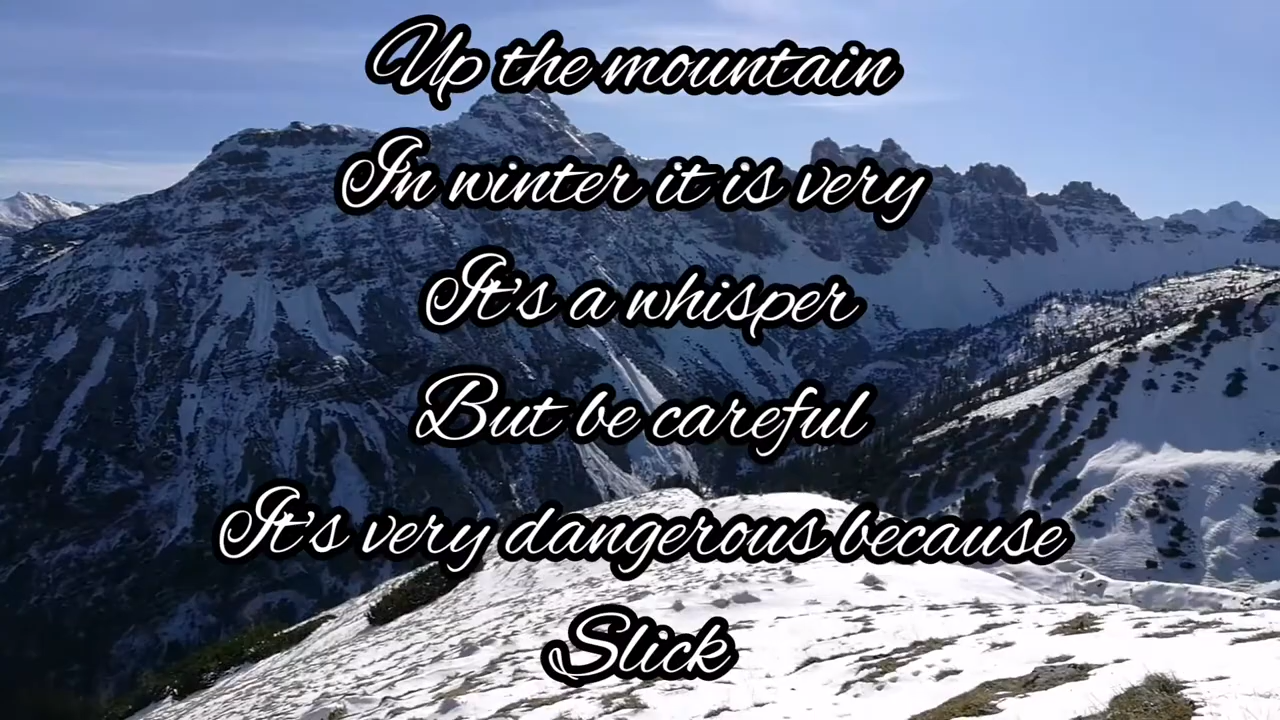 Up the mountain
In winter it is very
It's a whisper
But be careful
It's very dangerous because
Slick